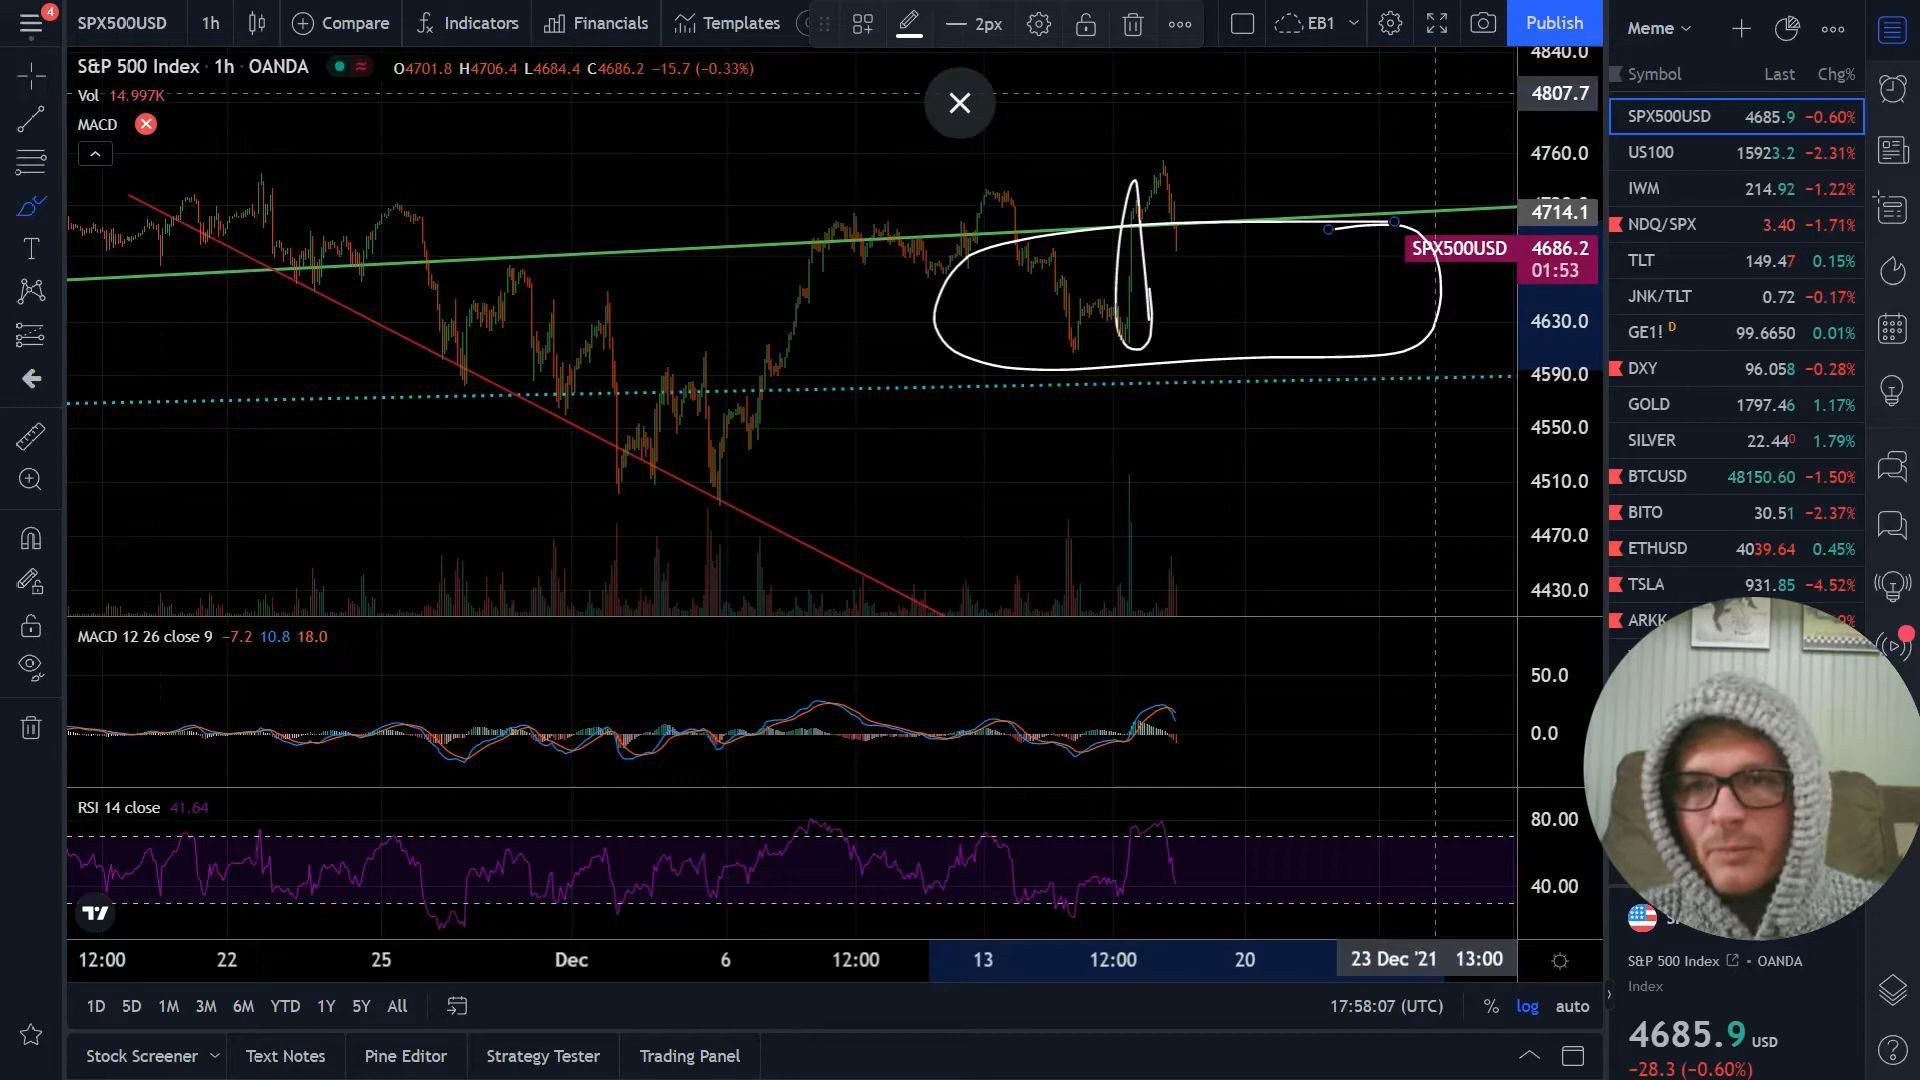 4
SPX500USD
1h
Compare
Indicators
Financials
Templates
2px
EB1
Publish
Meme
S&P 500 Index · 1h · OANDA
O4701.8 H4706.4 L4684.4 C4686.2 −15.7 (−0.33%)
Vol 14.997K
MACD
4840.0
4807.7
4760.0
4714.1
SPX500USD 4686.2
01:53
4630.0
4590.0
4550.0
4510.0
4470.0
4430.0
MACD 12 26 close 9 −7.2 10.8 18.0
50.0
0.0
RSI 14 close 41.64
80.00
40.00
12:00 22 25 Dec 6 12:00 13 12:00 20 23 Dec '21 13:00
1D 5D 1M 3M 6M YTD 1Y 5Y All
17:58:07 (UTC) % log auto
Stock Screener Text Notes Pine Editor Strategy Tester Trading Panel
Symbol Last Chg%
SPX500USD 4685.9 −0.60%
US100 15923.2 −2.31%
IWM 214.92 −1.22%
NDQ/SPX 3.40 −1.71%
TLT 149.47 0.15%
JNK/TLT 0.72 −0.17%
GE1! D 99.6650 0.01%
DXY 96.058 −0.28%
GOLD 1797.46 1.17%
SILVER 22.440 1.79%
BTCUSD 48150.60 −1.50%
BITO 30.51 −2.37%
ETHUSD 4039.64 0.45%
TSLA 931.85 −4.52%
ARKK
S&P 500 Index • OANDA
Index
4685.9 USD
−28.3 (−0.60%)